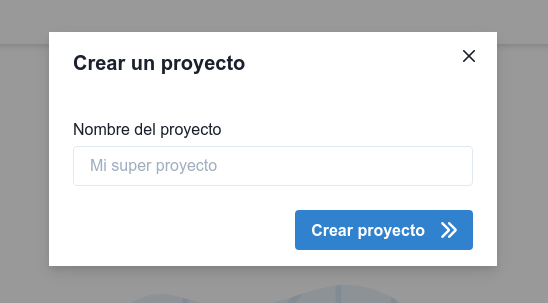 Crear un proyecto
Nombre del proyecto
Mi super proyecto
Crear proyecto